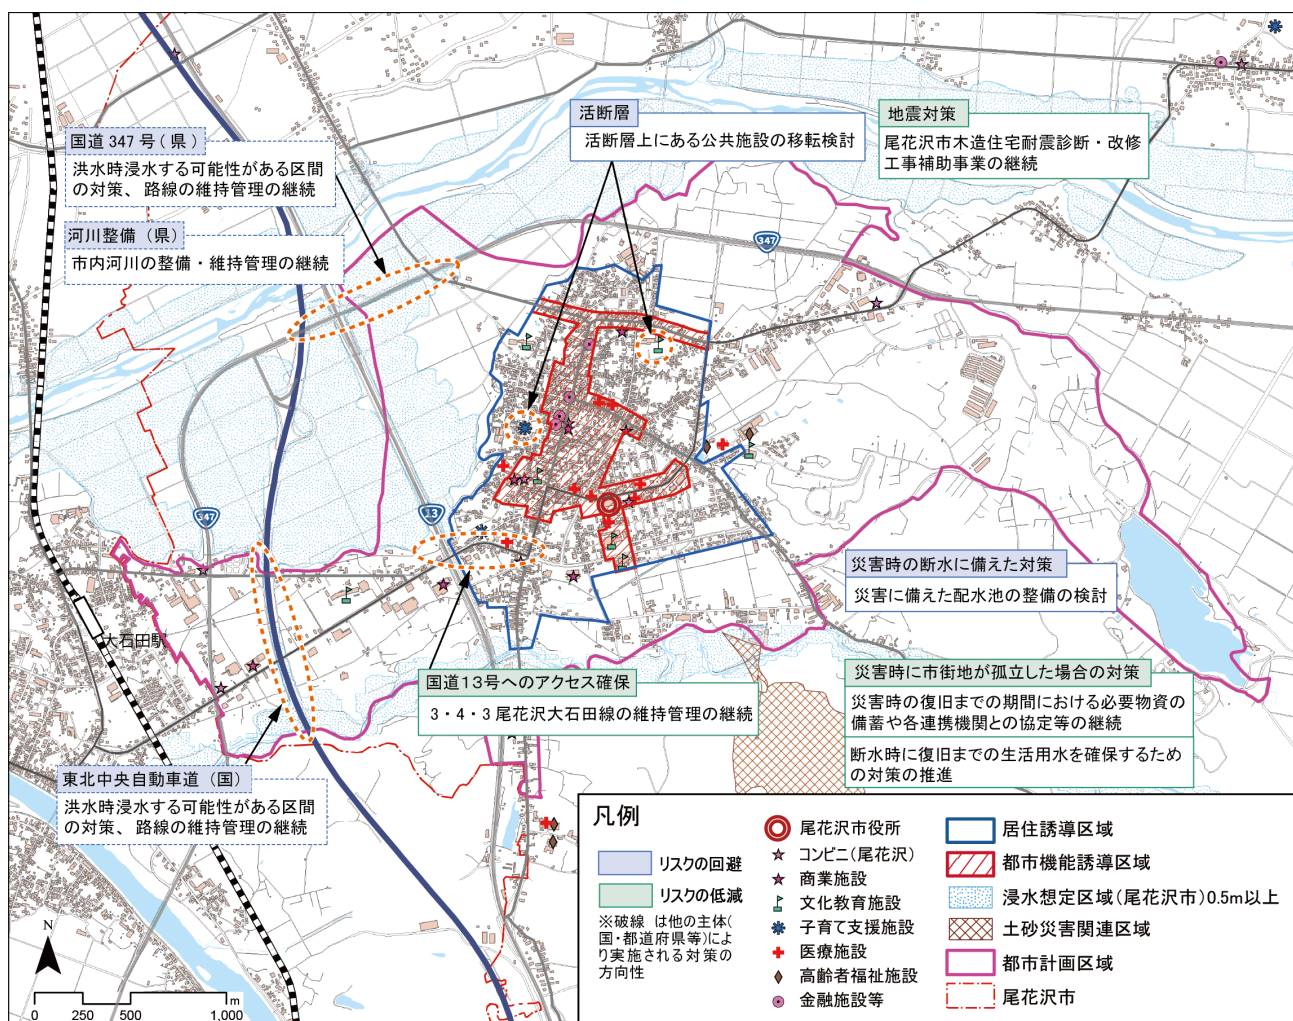 国道347号(県)
洪水時浸水する可能性がある区間
の対策、路線の維持管理の継続
河川整備（県）
市内河川の整備・維持管理の継続
活断層
活断層上にある公共施設の移転検討
地震対策
尾花沢市木造住宅耐震診断・改修
工事補助事業の継続
347
347
13
大石田駅
災害時の断水に備えた対策
災害に備えた配水池の整備の検討
国道13号へのアクセス確保
3・4・3尾花沢大石田線の維持管理の継続
災害時に市街地が孤立した場合の対策
災害時の復旧までの期間における必要物資の
備蓄や各連携機関との協定等の継続
断水時に復旧までの生活用水を確保するため
の対策の推進
東北中央自動車道（国）
洪水時浸水する可能性がある区間
の対策、路線の維持管理の継続
凡例
リスクの回避
リスクの低減
※破線 は他の主体(
国・都道府県等)によ
り実施される対策の
方向性
尾花沢市役所
コンビニ(尾花沢)
商業施設
文化教育施設
子育て支援施設
医療施設
高齢者福祉施設
金融施設等
居住誘導区域
都市機能誘導区域
浸水想定区域(尾花沢市)0.5m以上
土砂災害関連区域
都市計画区域
尾花沢市
N
0 250 500 1,000 m